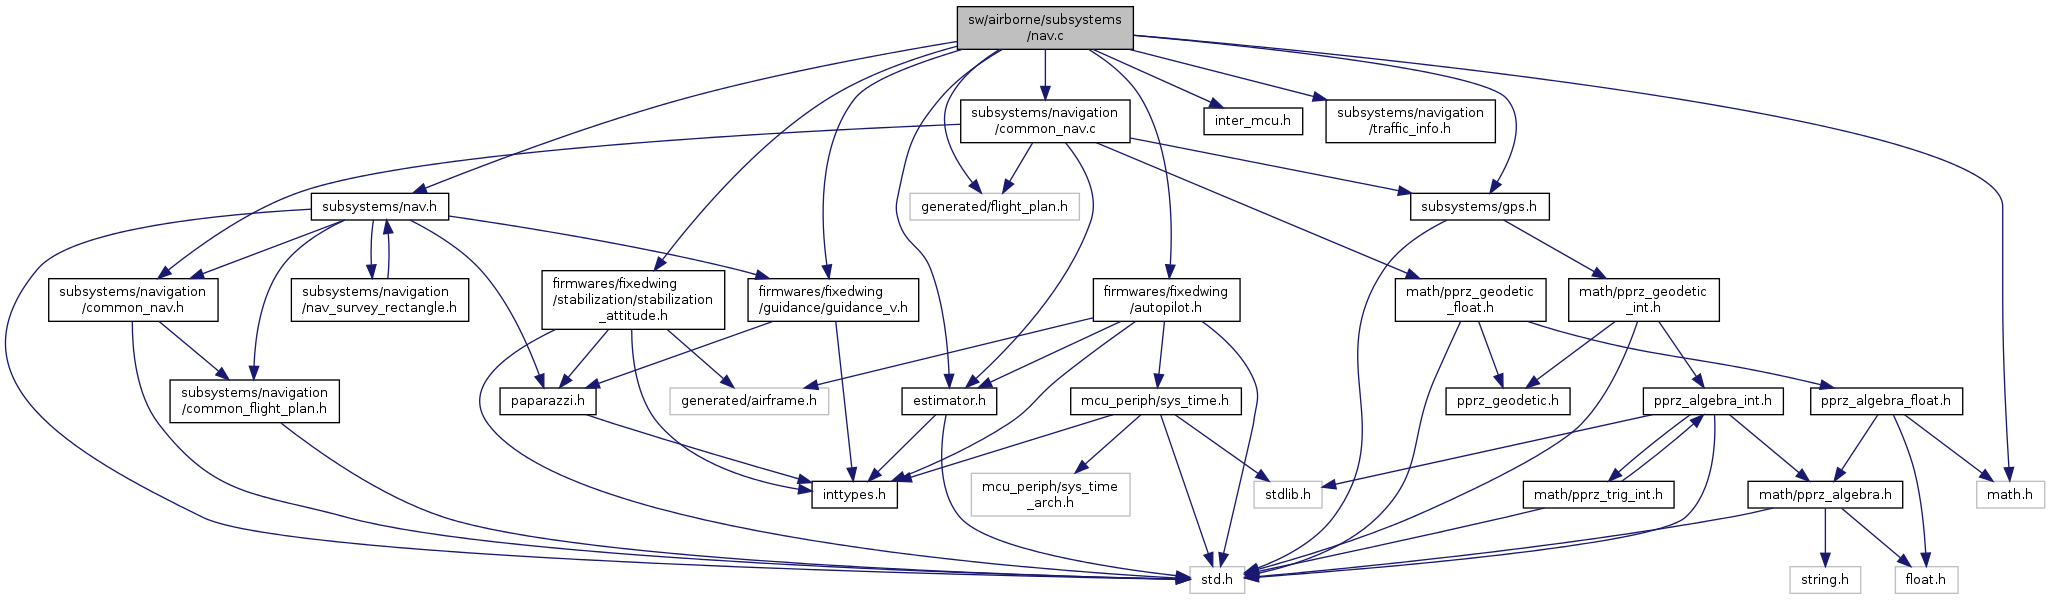 sw/airborne/subsystems
/nav.c
subsystems/navigation
/common_nav.c
inter_mcu.h
subsystems/navigation
/traffic_info.h
subsystems/nav.h
generated/flight_plan.h
subsystems/gps.h
subsystems/navigation
/common_nav.h
subsystems/navigation
/nav_survey_rectangle.h
firmwares/fixedwing
/stabilization/stabilization
_attitude.h
firmwares/fixedwing
/guidance/guidance_v.h
firmwares/fixedwing
/autopilot.h
math/pprz_geodetic
_float.h
math/pprz_geodetic
_int.h
subsystems/navigation
/common_flight_plan.h
paparazzi.h
generated/airframe.h
estimator.h
mcu_periph/sys_time.h
pprz_geodetic.h
pprz_algebra_int.h
pprz_algebra_float.h
inttypes.h
mcu_periph/sys_time
_arch.h
stdlib.h
math/pprz_trig_int.h
math/pprz_algebra.h
math.h
std.h
string.h
float.h